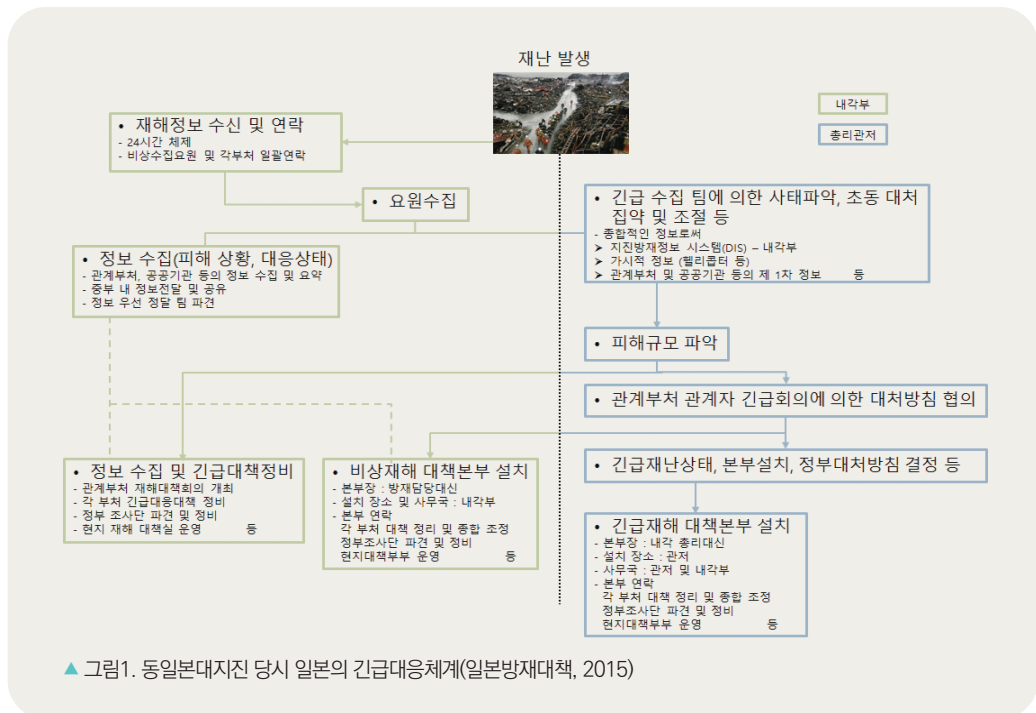 재난 발생
내각부
총리관저
• 재해정보 수신 및 연락
- 24시간 체제
- 비상수집요원 및 각부처 일괄연락
• 요원수집
• 정보 수집(피해 상황, 대응상태)
- 관계부처, 공공기관 등의 정보 수집 및 요약
- 중부 내 정보전달 및 공유
- 정보 우선 정달 팀 파견
• 긴급 수집 팀에 의한 사태파악, 초동 대처
집약 및 조절 등
- 종합적인 정보로써
➢ 지진방재정보 시스템(DIS) – 내각부
➢ 가시적 정보 (헬리콥터 등)
➢ 관계부처 및 공공기관 등의 제 1차 정보 등
• 피해규모 파악
• 관계부처 관계자 긴급회의에 의한 대처방침 협의
• 긴급재난상태, 본부설치, 정부대처방침 결정 등
• 정보 수집 및 긴급대책정비
- 관계부처 재해대책회의 개최
- 각 부처 긴급대응대책 정비
- 정부 조사단 파견 및 정비
- 현지 재해 대책실 운영 등
• 비상재해 대책본부 설치
- 본부장 : 방재담당대신
- 설치 장소 및 사무국 : 내각부
- 본부 연락
각 부처 대책 정리 및 종합 조정
정부조사단 파견 및 정비
현지대책부부 운영 등
• 긴급재해 대책본부 설치
- 본부장 : 내각 총리대신
- 설치 장소 : 관저
- 사무국 : 관저 및 내각부
- 본부 연락
각 부처 대책 정리 및 종합 조정
정부조사단 파견 및 정비
현지대책부부 운영 등
▲ 그림1. 동일본대지진 당시 일본의 긴급대응체계(일본방재대책, 2015)